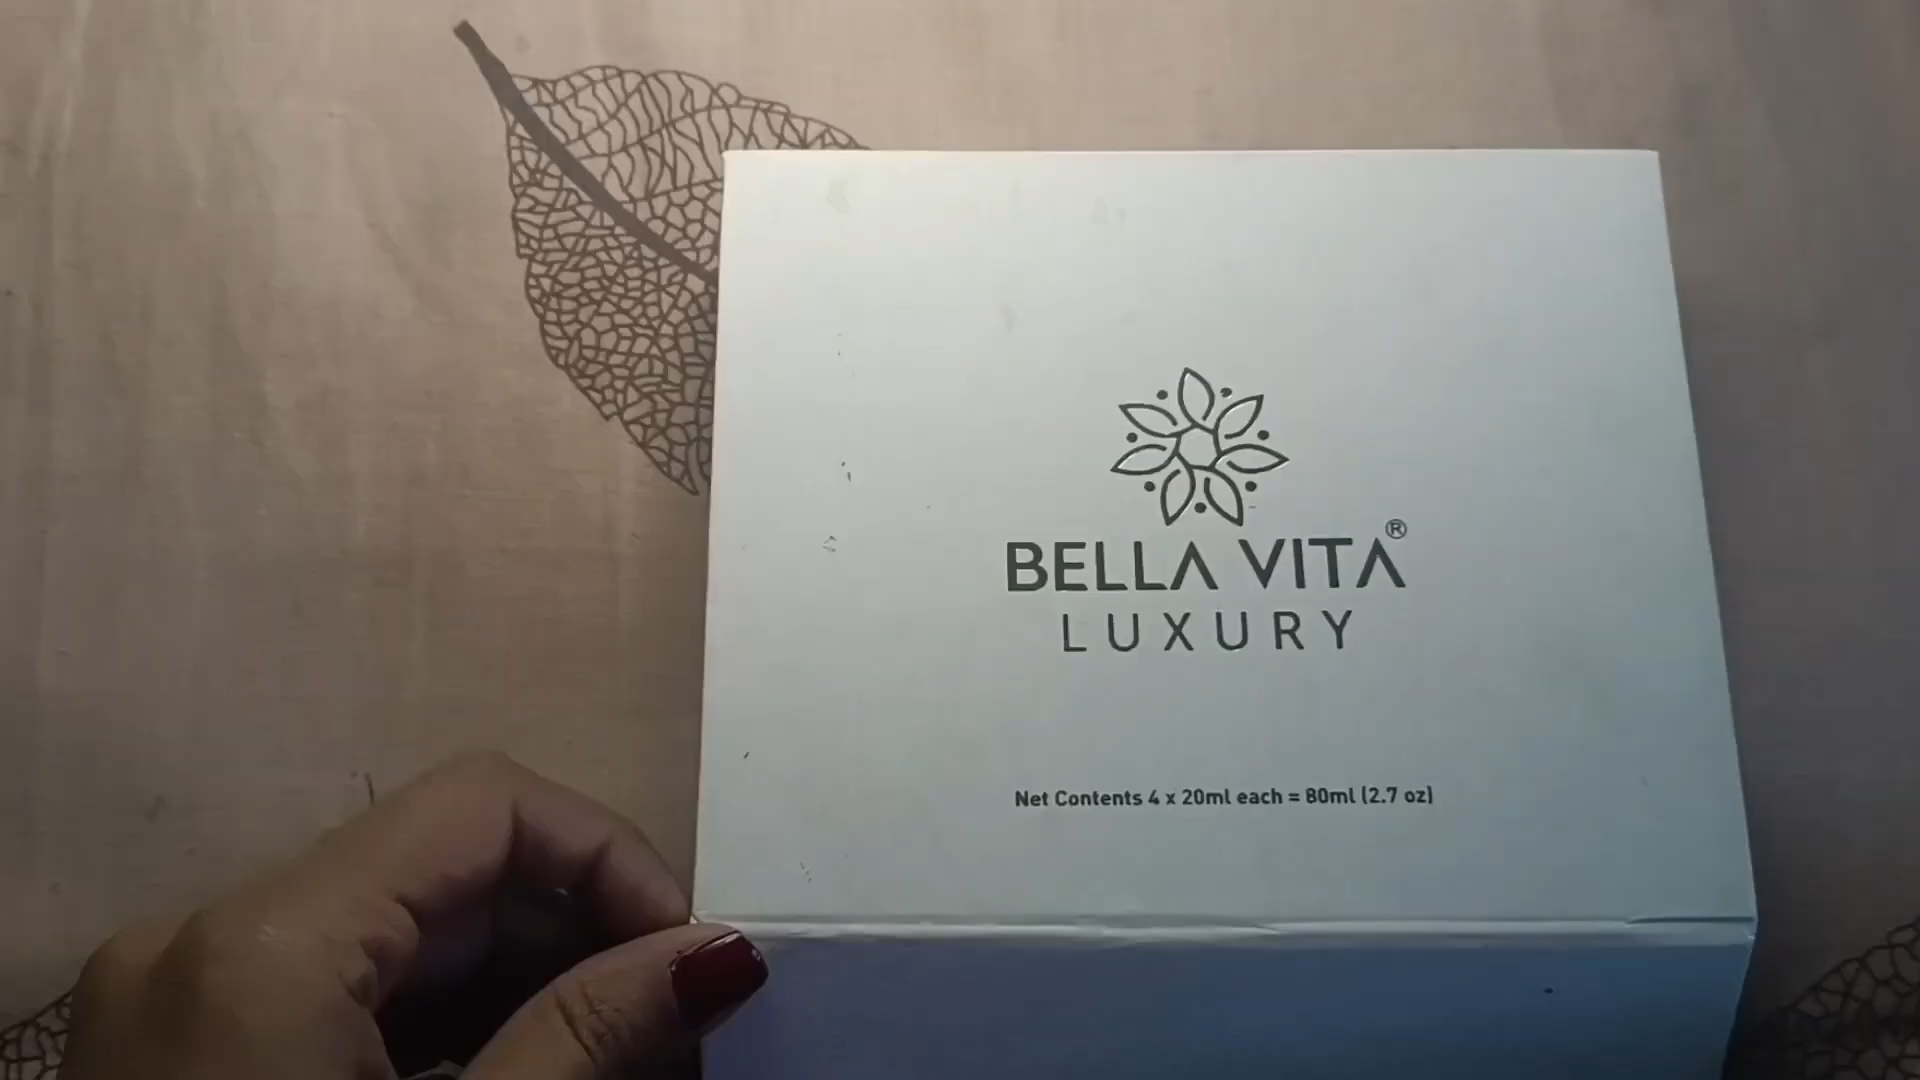 BELLA VITA®
LUXURY
Net Contents 4 x 20ml each = 80ml (2.7 oz)